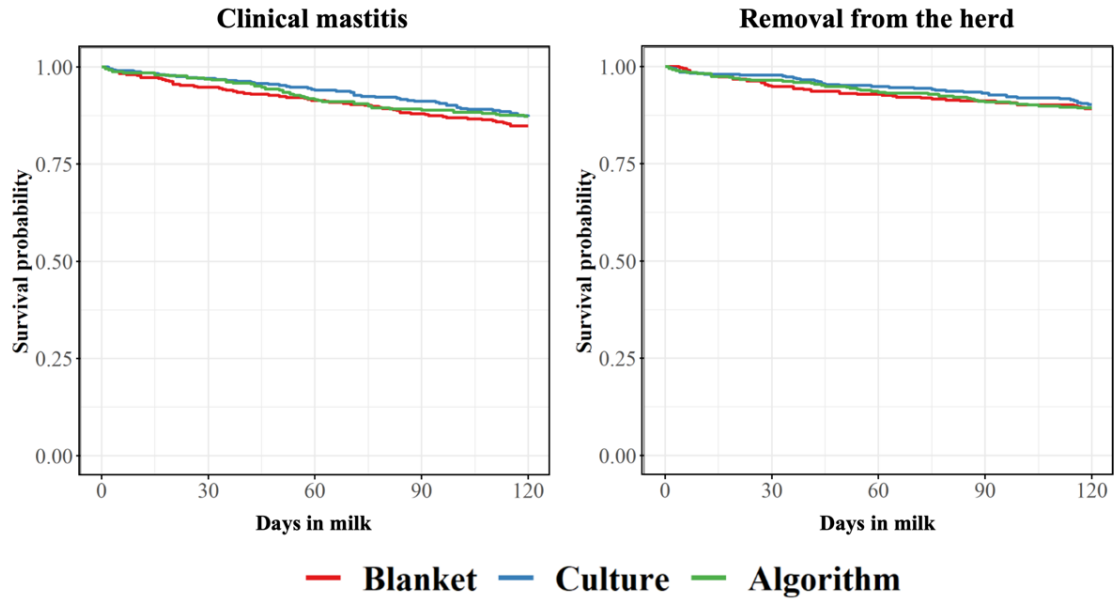 Clinical mastitis
Removal from the herd
1.00
0.75
0.50
0.25
0.00
Survival probability
0 30 60 90 120
Days in milk
1.00
0.75
0.50
0.25
0.00
Survival probability
0 30 60 90 120
Days in milk
Blanket Culture Algorithm